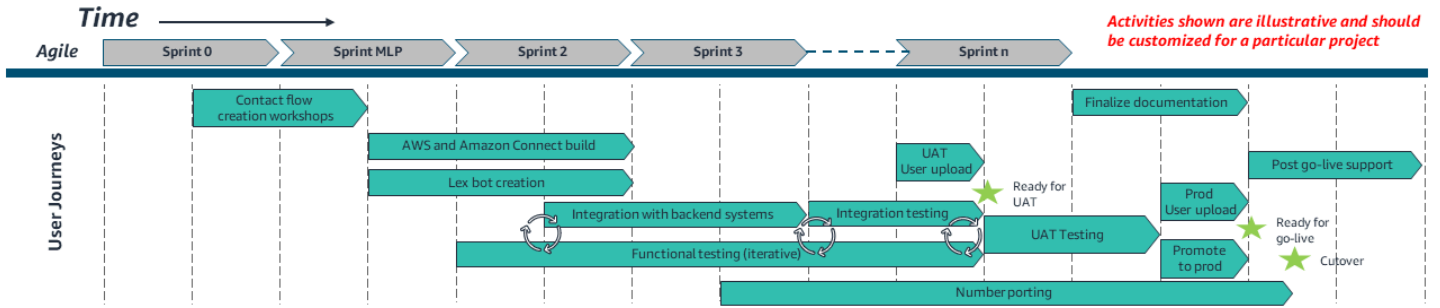 Time
Activities shown are illustrative and should
be customized for a particular project
Agile
Sprint 0
Sprint MLP
Sprint 2
Sprint 3
Sprint n
User Journeys
Contact flow
creation workshops
Finalize documentation
AWS and Amazon Connect build
UAT
User upload
Post go-live support
Lex bot creation
Ready for
UAT
Prod
User upload
Integration with backend systems
Integration testing
Ready for
go-live
UAT Testing
Functional testing (iterative)
Promote
to prod
Cutover
Number porting